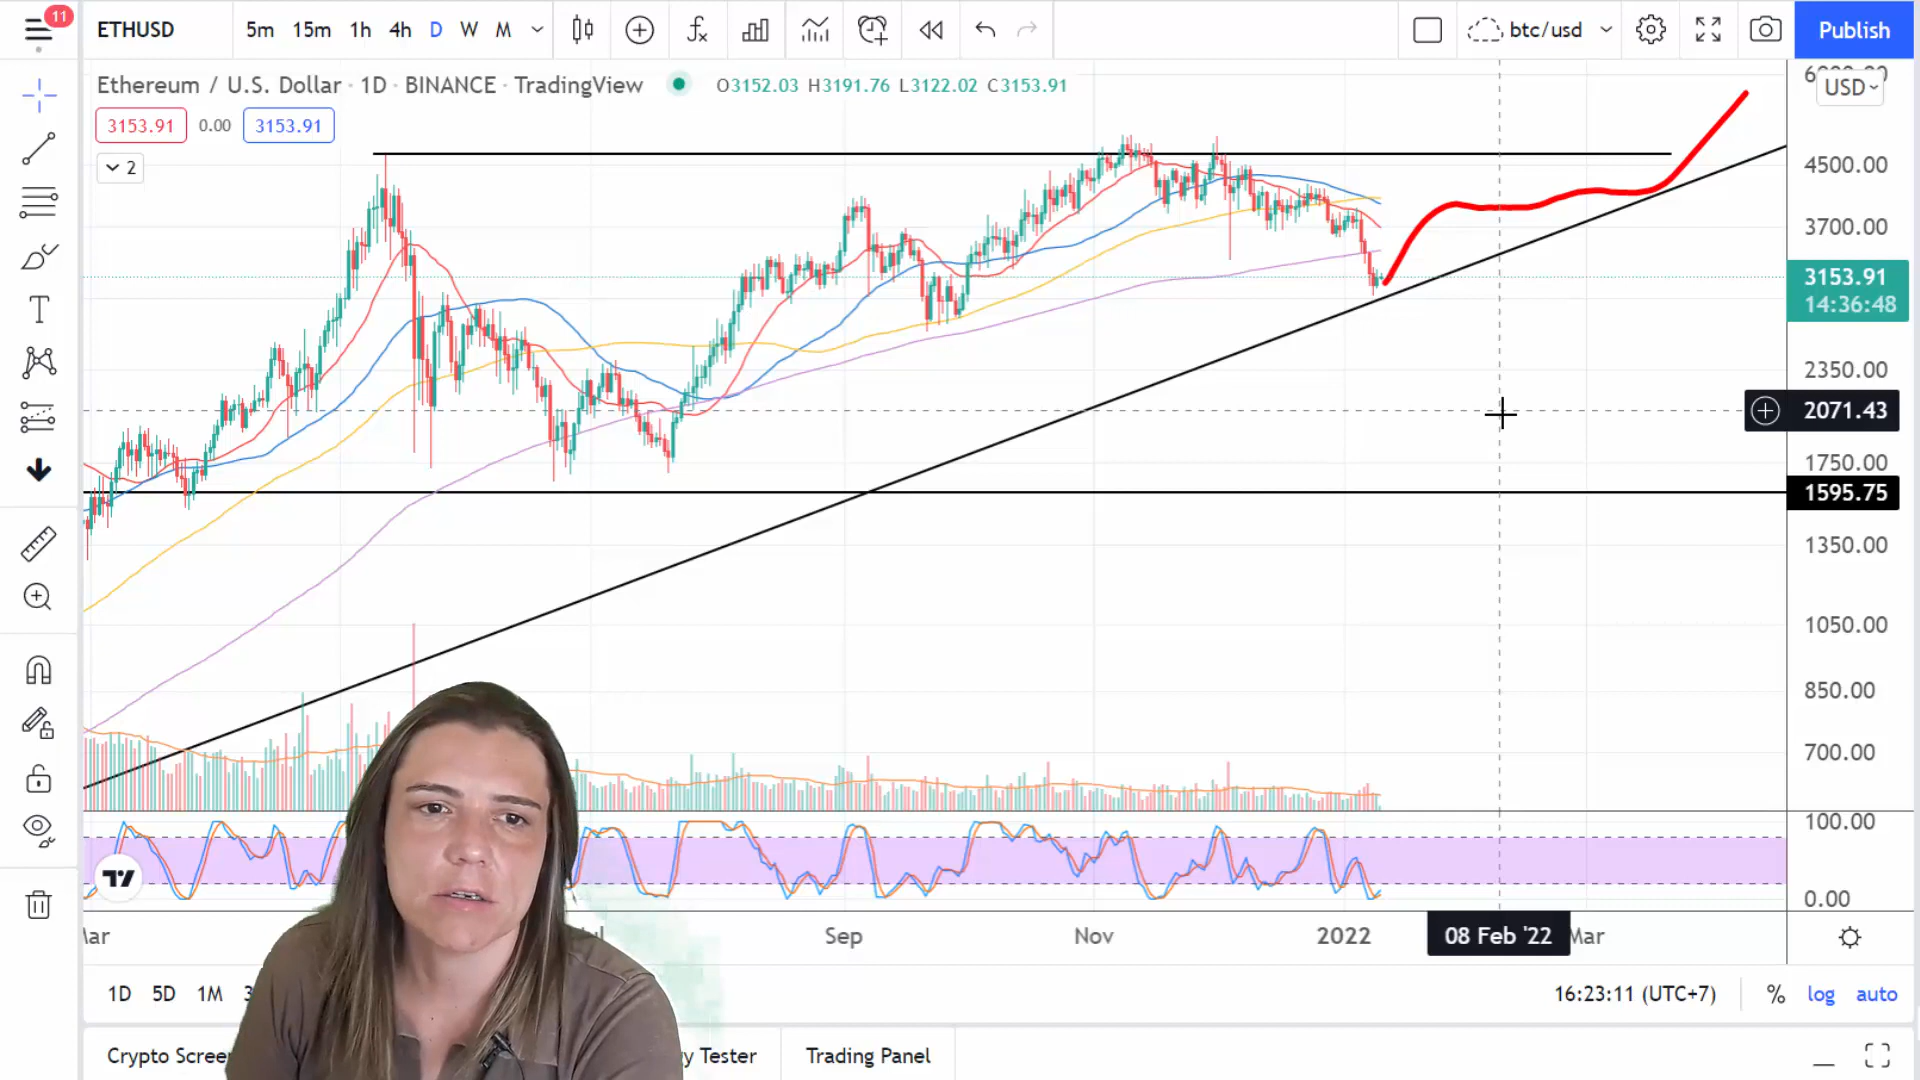 11
ETHUSD
5m 15m 1h 4h D W M
btc/usd
Publish
Ethereum / U.S. Dollar · 1D · BINANCE · TradingView
O3152.03 H3191.76 L3122.02 C3153.91
USD
3153.91 0.00 3153.91
2
4500.00
3700.00
3153.91
14:36:48
2350.00
2071.43
1750.00
1595.75
1350.00
1050.00
850.00
700.00
100.00
0.00
Sep Nov 2022 08 Feb '22 Mar
1D 5D 1M
16:23:11 (UTC+7) % log auto
Crypto Tester Trading Panel